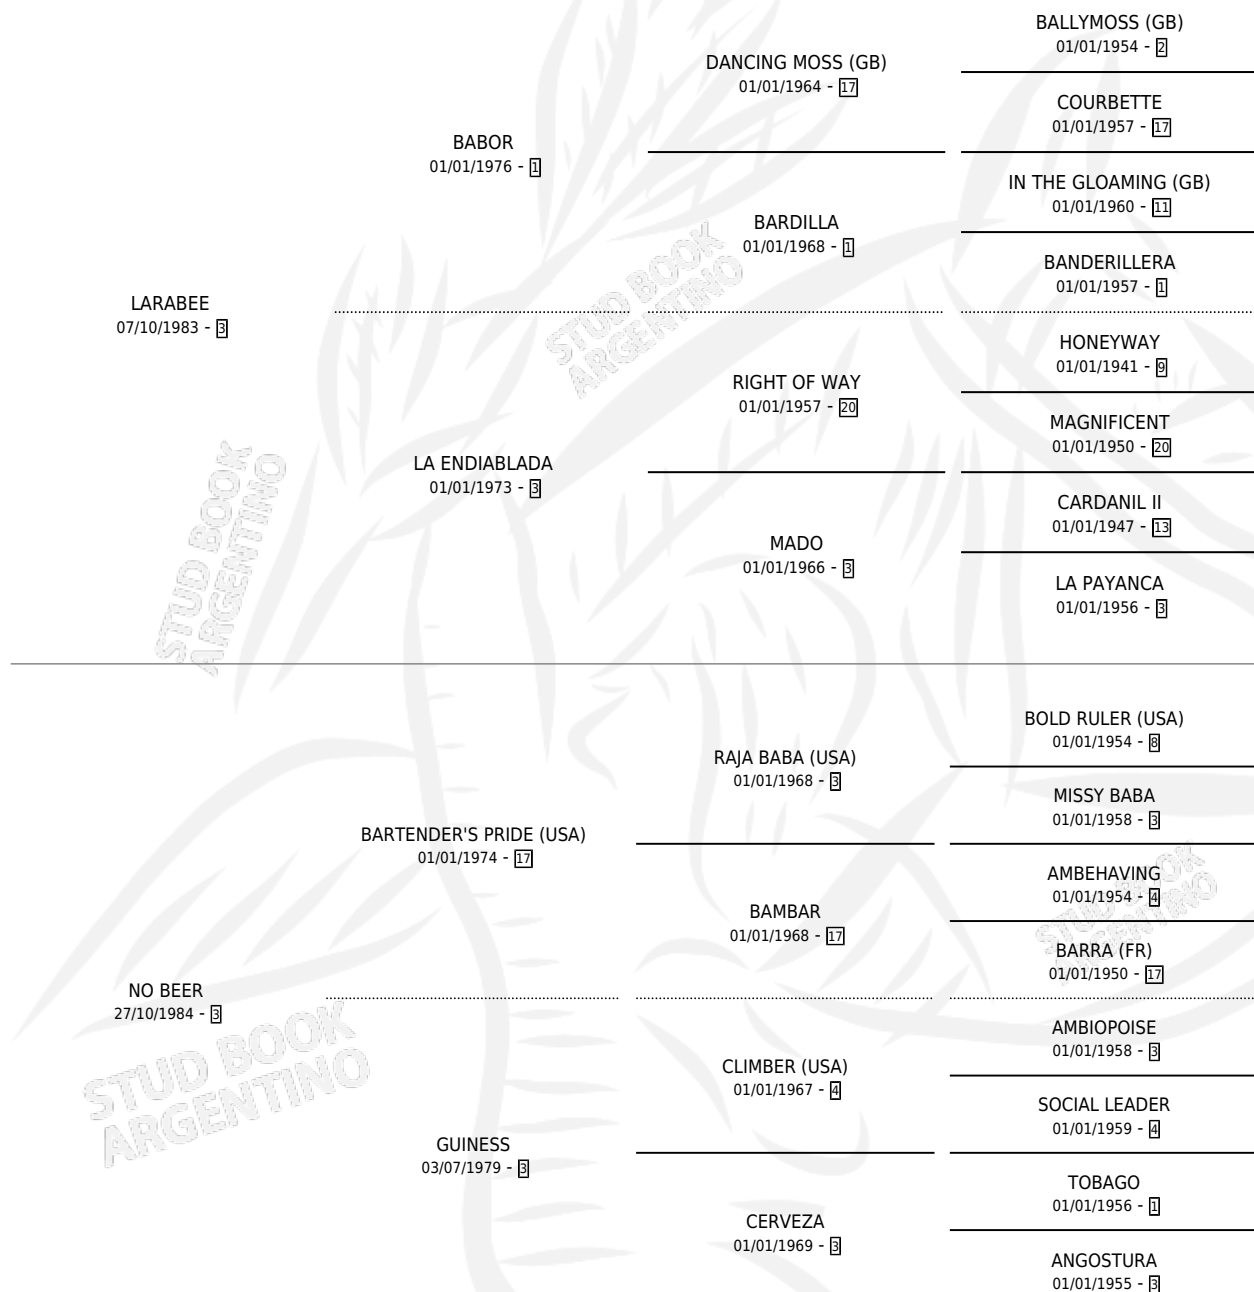 BALLYMOSS (GB)
01/01/1954 - 2
DANCING MOSS (GB)
01/01/1964 - 17
COURBETTE
01/01/1957 - 17
BABOR
01/01/1976 - 1
IN THE GLOAMING (GB)
01/01/1960 - 11
BARDILLA
01/01/1968 - 1
BANDERILLERA
01/01/1957 - 1
LARABEE
07/10/1983 - 3
HONEYWAY
01/01/1941 - 9
RIGHT OF WAY
01/01/1957 - 20
MAGNIFICENT
01/01/1950 - 20
LA ENDIABLADA
01/01/1973 - 3
CARDANIL II
01/01/1947 - 13
MADO
01/01/1966 - 3
LA PAYANCA
01/01/1956 - 3
BOLD RULER (USA)
01/01/1954 - 8
RAJA BABA (USA)
01/01/1968 - 3
MISSY BABA
01/01/1958 - 3
BARTENDER'S PRIDE (USA)
01/01/1974 - 17
AMBEHAVING
01/01/1954 - 4
BAMBAR
01/01/1968 - 17
BARRA (FR)
01/01/1950 - 17
NO BEER
27/10/1984 - 3
AMBIOPOISE
01/01/1958 - 3
CLIMBER (USA)
01/01/1967 - 4
SOCIAL LEADER
01/01/1959 - 4
GUINESS
03/07/1979 - 3
TOBAGO
01/01/1956 - 1
CERVEZA
01/01/1969 - 3
ANGOSTURA
01/01/1955 - 3
STUD BOOK
ARGENTINO
STUD BOOK
ARGENTINO
STUD BOOK
ARGENTINO
STUD BOOK
ARGENTINO